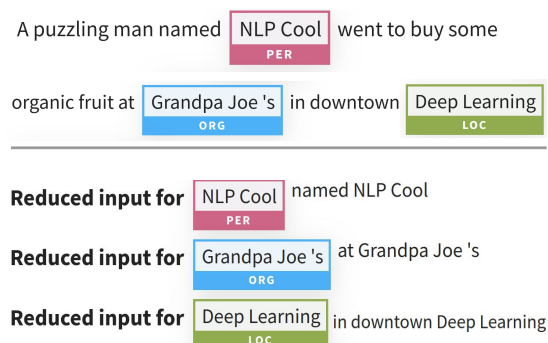 A puzzling man named NLP Cool went to buy some
PER
organic fruit at Grandpa Joe 's in downtown Deep Learning
ORG LOC
Reduced input for NLP Cool named NLP Cool
PER
Reduced input for Grandpa Joe 's at Grandpa Joe 's
ORG
Reduced input for Deep Learning in downtown Deep Learning
LOC